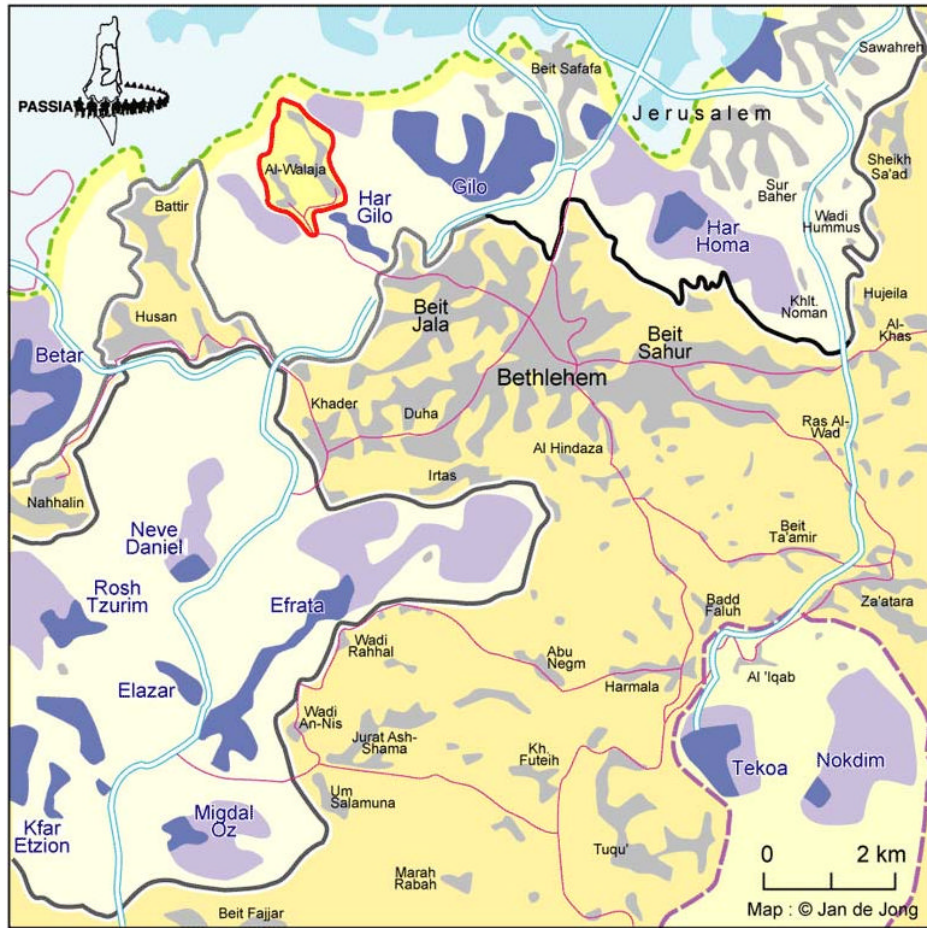 Sawahreh
Beit Safafa
PASSIA
Jerusalem
Al-Walaja
Sheikh
Sa'ad
Gilo
Battir
Har
Gilo
Sur
Baher
Wadi
Hummus
Har
Homa
Hujeila
Khlt.
Noman
Husan
Beit
Jala
Beit
Sahur
Al-
Khas
Betar
Bethlehem
Khader
Duha
Ras Al-
Wad
Al Hindaza
Irtas
Nahhalin
Neve
Daniel
Beit
Ta'amir
Rosh
Tzurim
Efrata
Badd
Faluh
Za'atara
Wadi
Rahhal
Abu
Negm
Al 'Iqab
Elazar
Harmala
Wadi
An-Nis
Jurat Ash-
Shama
Kh.
Futeih
Tekoa
Nokdim
Um
Salamuna
Migdal
Oz
Kfar
Etzion
Tuqu'
0 2 km
Marah
Rabah
Map : © Jan de Jong
Beit Fajjar